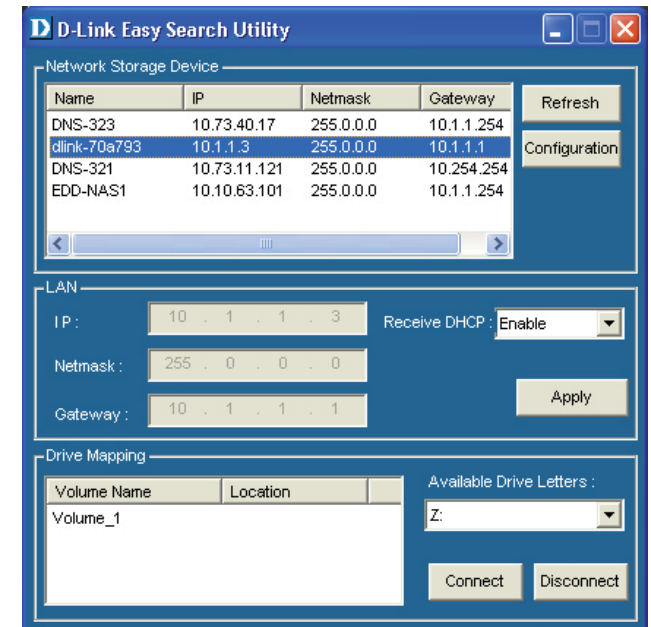 D D-Link Easy Search Utility
Network Storage Device
Name IP Netmask Gateway
DNS-323 10.73.40.17 255.0.0.0 10.1.1.254
dlink-70a793 10.1.1.3 255.0.0.0 10.1.1.1
DNS-321 10.73.11.121 255.0.0.0 10.254.254
EDD-NAS1 10.10.63.101 255.0.0.0 10.1.1.254
Refresh
Configuration
LAN
IP: 10 . 1 . 1 . 3 Receive DHCP : Enable
Netmask : 255 . 0 . 0 . 0
Gateway : 10 . 1 . 1 . 1
Apply
Drive Mapping
Volume Name Location
Volume_1
Available Drive Letters :
Z:
Connect Disconnect